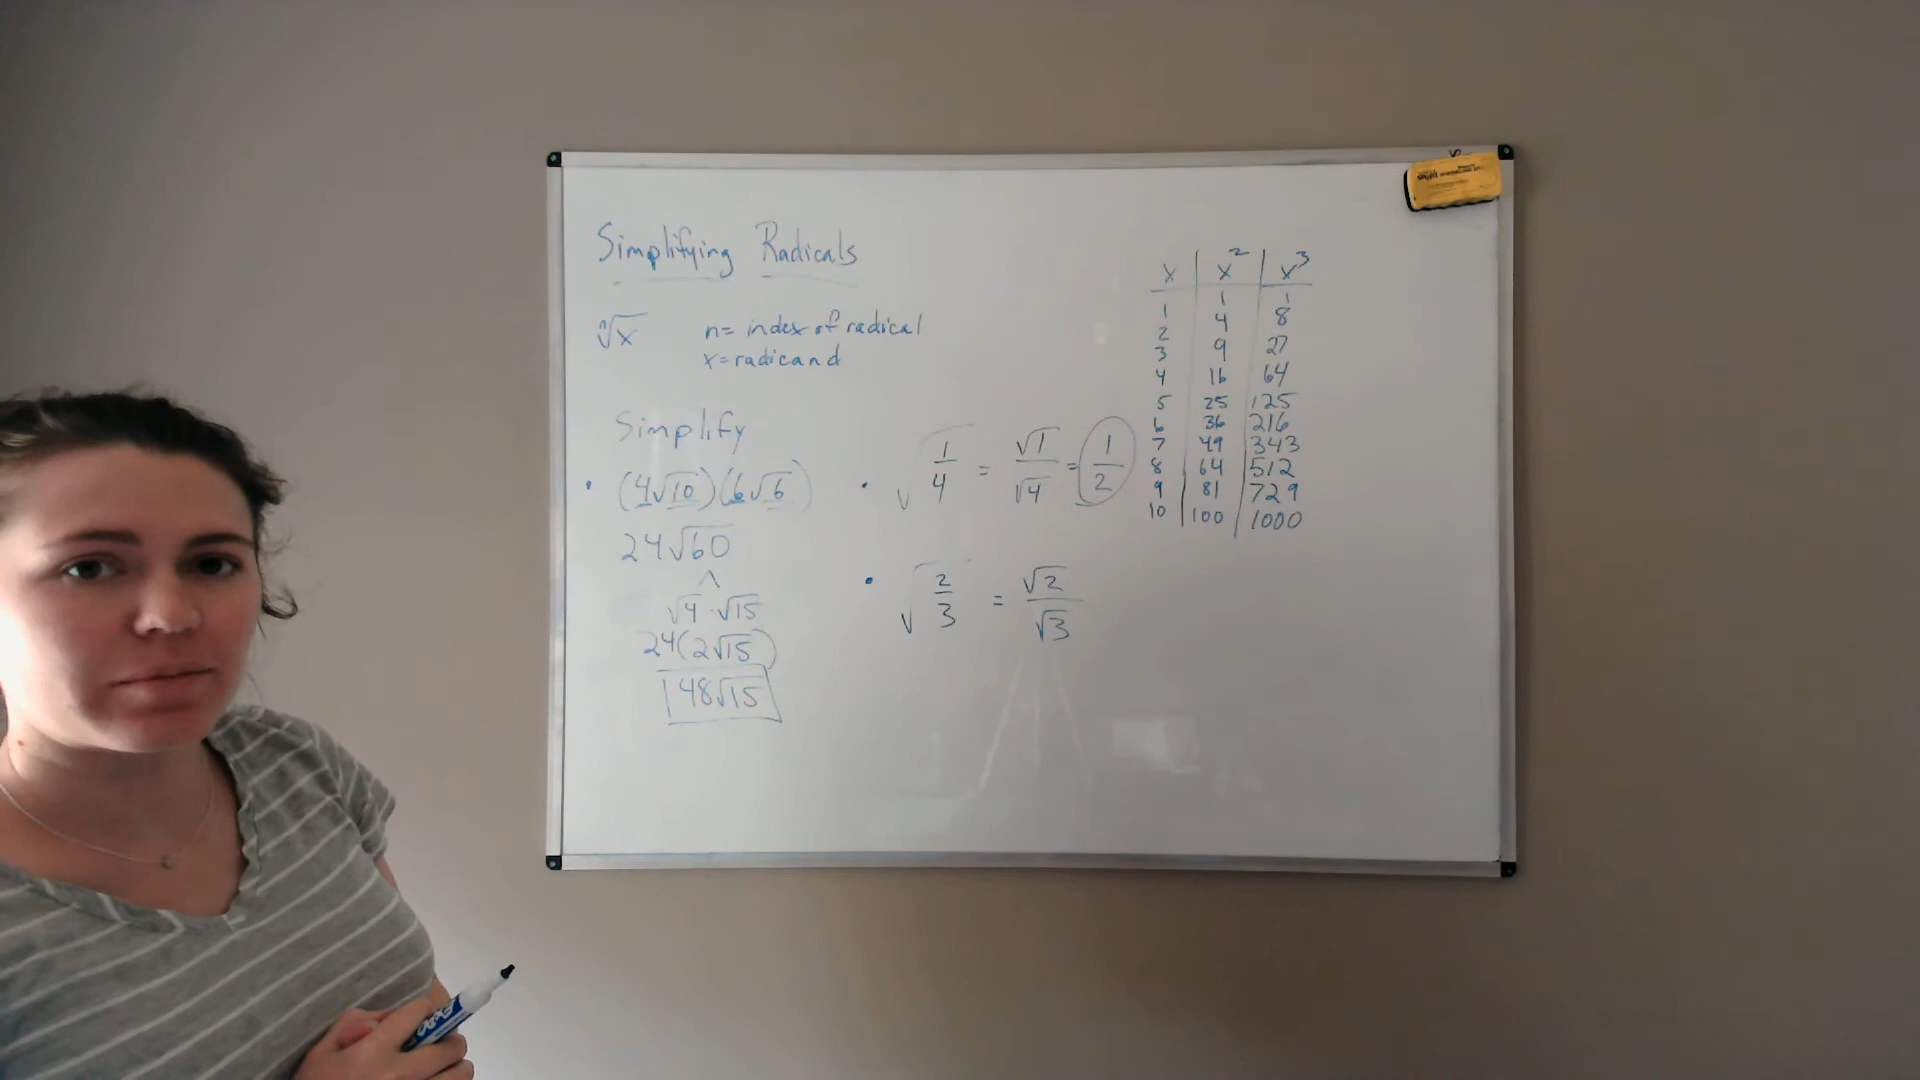 Simplifying Radicals
ⁿ√x n= index of radical
x= radicand
Simplify
• (4√10)(6√6)
24√60
^
√4 · √15
24(2√15)
48√15
• √(1/4) = √1/√4 = 1/2
• √(2/3) = √2/√3
x | x² | x³
1 | 1 | 1
2 | 4 | 8
3 | 9 | 27
4 | 16 | 64
5 | 25 | 125
6 | 36 | 216
7 | 49 | 343
8 | 64 | 512
9 | 81 | 729
10 | 100 | 1000
Expo